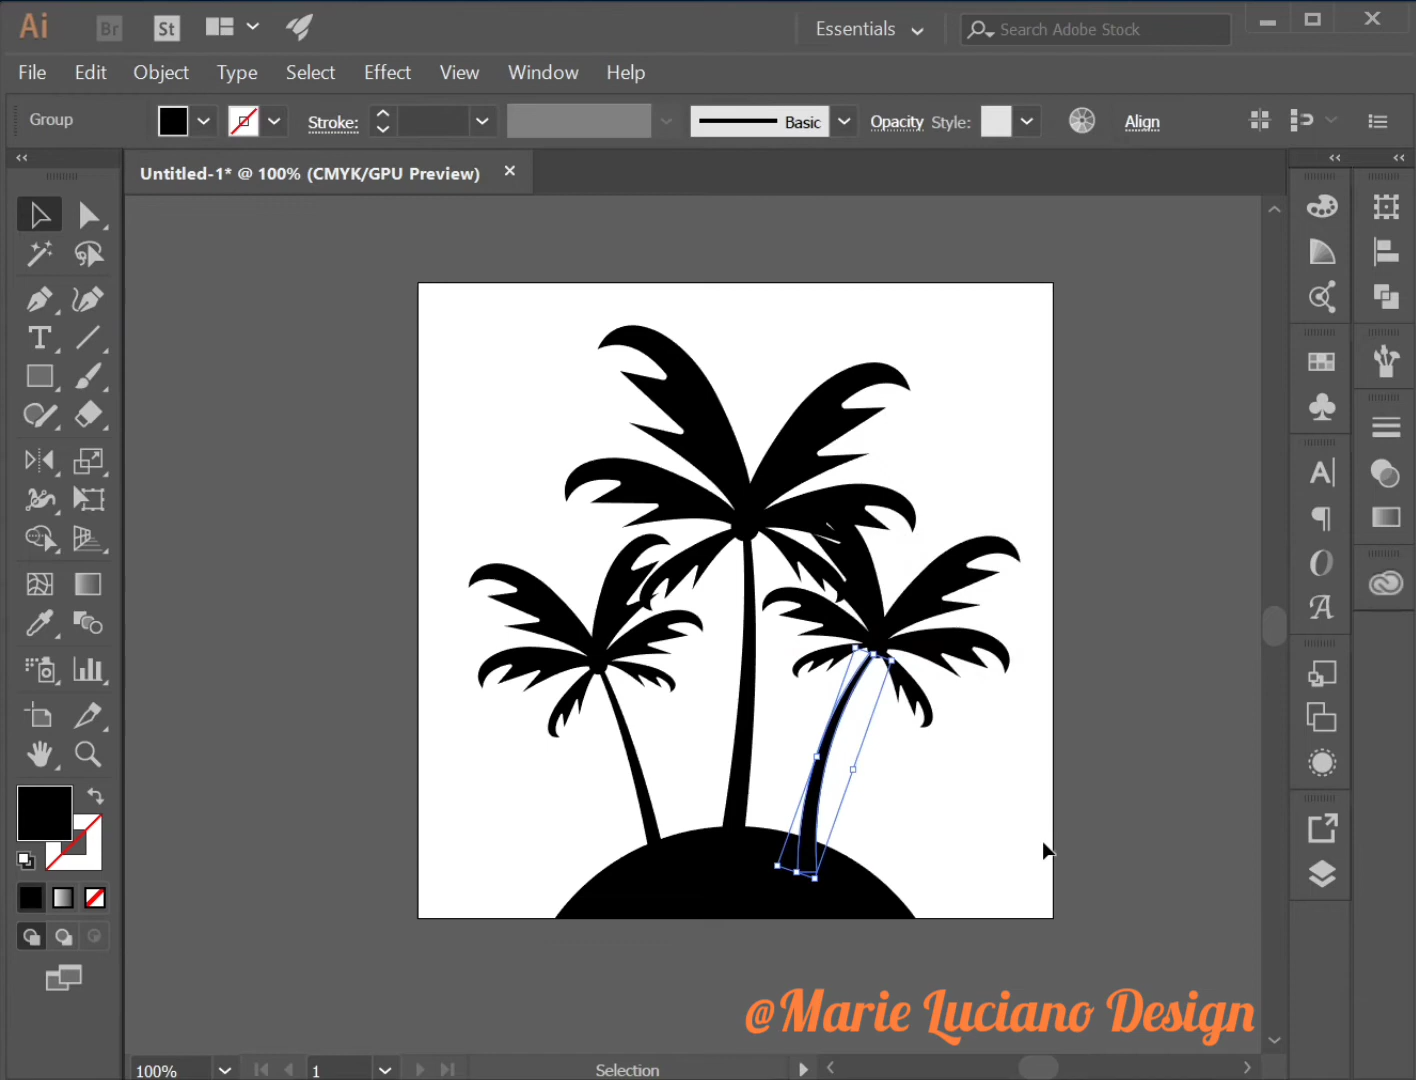 Ai Br St Essentials Search Adobe Stock
File Edit Object Type Select Effect View Window Help
Group Stroke: Basic Opacity Style: Align
Untitled-1* @ 100% (CMYK/GPU Preview)
@Marie Luciano Design
100% 1 Selection